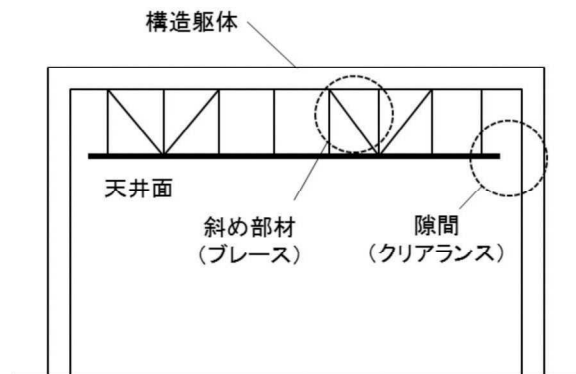 構造躯体
天井面
斜め部材
(ブレース)
隙間
(クリアランス)